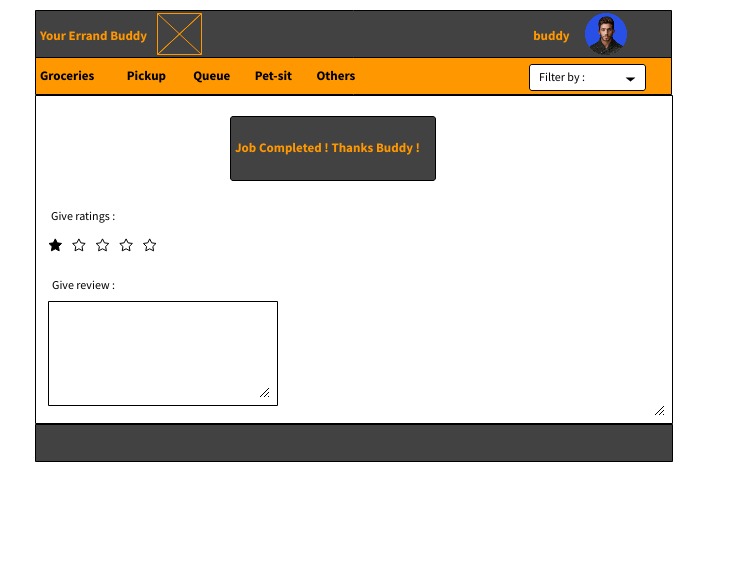 Your Errand Buddy
buddy
Groceries Pickup Queue Pet-sit Others
Filter by :
Job Completed ! Thanks Buddy !
Give ratings :
Give review :